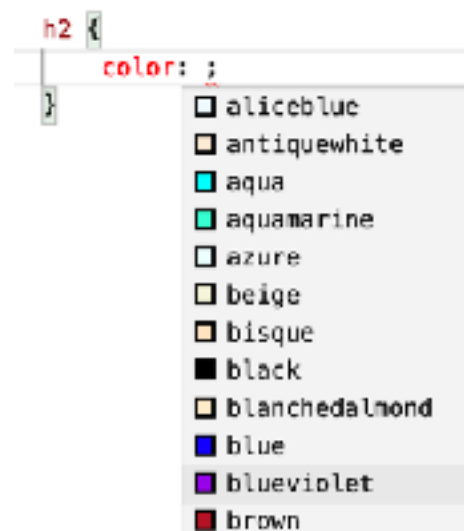 h2 {
color: ;
}
aliceblue
antiquewhite
aqua
aquamarine
azure
beige
bisque
black
blanchedalmond
blue
blueviolet
brown